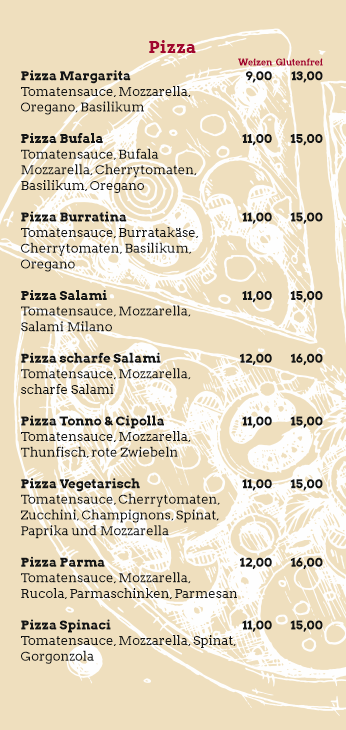 Pizza
Weizen Glutenfrei
Pizza Margarita 9,00 13,00
Tomatensauce, Mozzarella,
Oregano, Basilikum
Pizza Bufala 11,00 15,00
Tomatensauce, Bufala
Mozzarella, Cherrytomaten,
Basilikum, Oregano
Pizza Burratina 11,00 15,00
Tomatensauce, Burratakäse,
Cherrytomaten, Basilikum,
Oregano
Pizza Salami 11,00 15,00
Tomatensauce, Mozzarella,
Salami Milano
Pizza scharfe Salami 12,00 16,00
Tomatensauce, Mozzarella,
scharfe Salami
Pizza Tonno & Cipolla 11,00 15,00
Tomatensauce, Mozzarella,
Thunfisch, rote Zwiebeln
Pizza Vegetarisch 11,00 15,00
Tomatensauce, Cherrytomaten,
Zucchini, Champignons, Spinat,
Paprika und Mozzarella
Pizza Parma 12,00 16,00
Tomatensauce, Mozzarella,
Rucola, Parmaschinken, Parmesan
Pizza Spinaci 11,00 15,00
Tomatensauce, Mozzarella, Spinat,
Gorgonzola